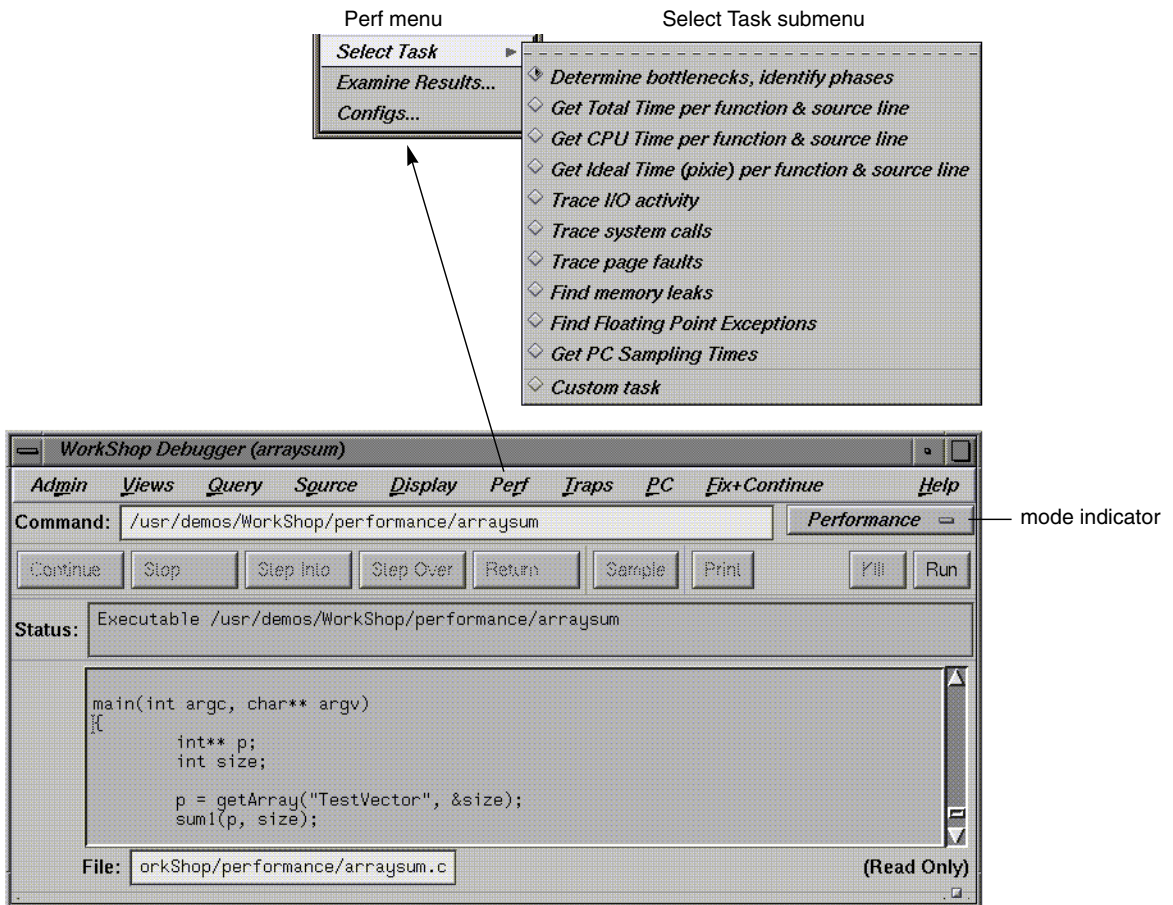 Perf menu
Select Task submenu
Select Task
Examine Results...
Configs...
Determine bottlenecks, identify phases
Get Total Time per function & source line
Get CPU Time per function & source line
Get Ideal Time (pixie) per function & source line
Trace I/O activity
Trace system calls
Trace page faults
Find memory leaks
Find Floating Point Exceptions
Get PC Sampling Times
Custom task
WorkShop Debugger (arraysum)
Admin Views Query Source Display Perf Traps PC Fix+Continue Help
Command: /usr/demos/WorkShop/performance/arraysum Performance
mode indicator
Continue Stop Step Into Step Over Return Sample Print Kill Run
Status: Executable /usr/demos/WorkShop/performance/arraysum
main(int argc, char** argv)
{
int** p;
int size;
p = getArray("TestVector", &size);
sum1(p, size);
File: orkShop/performance/arraysum.c (Read Only)